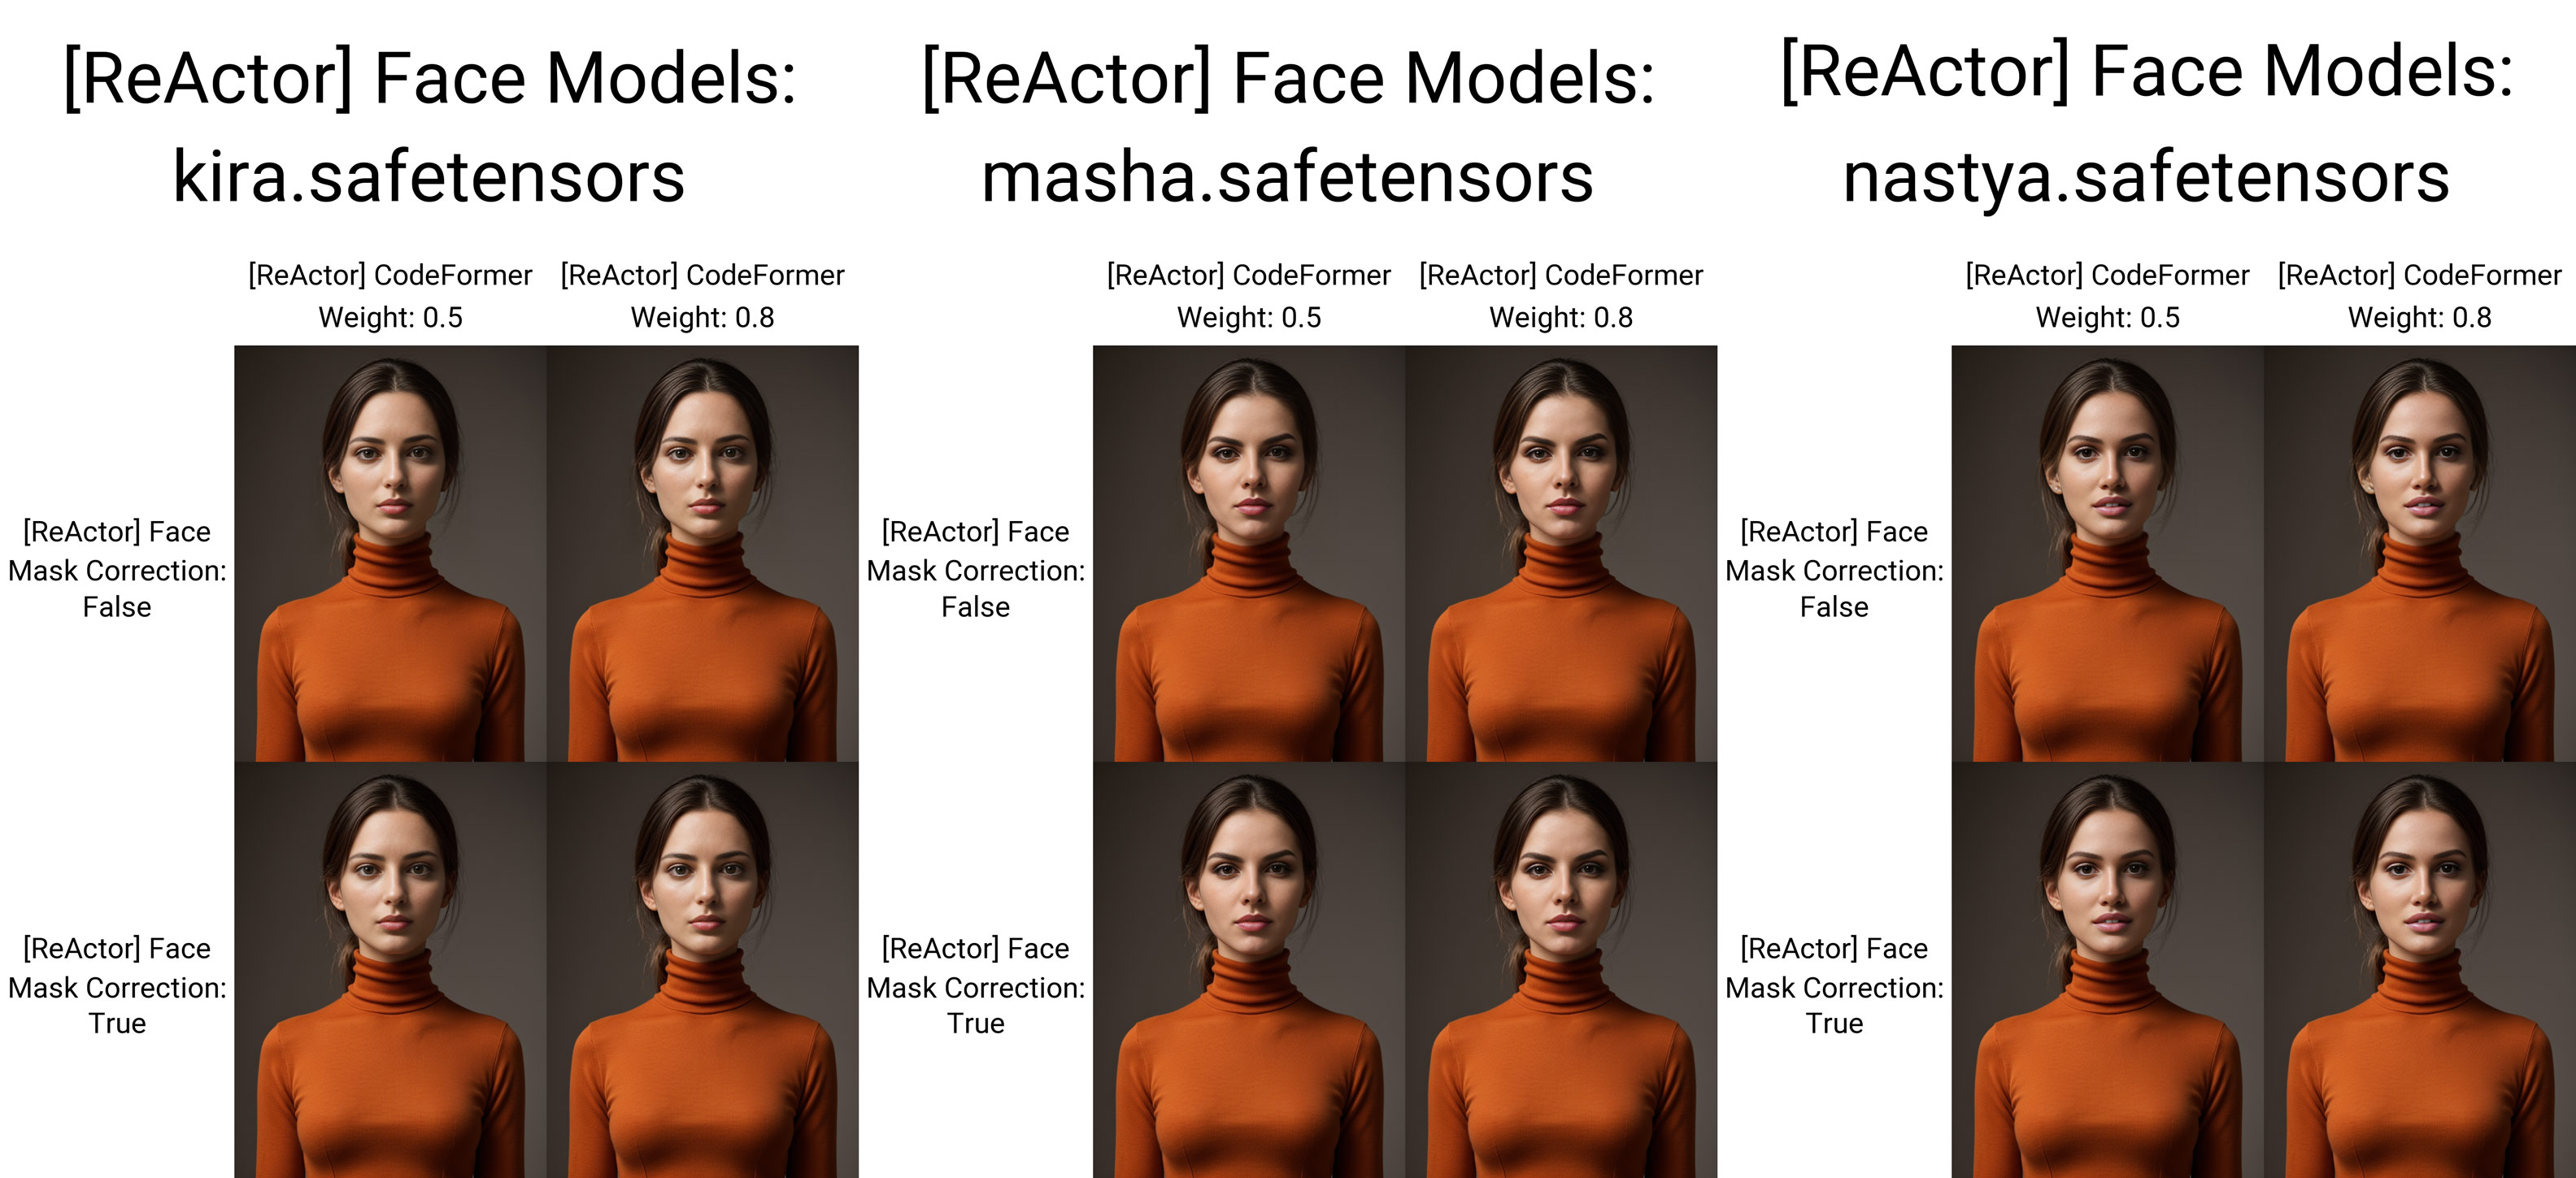 [ReActor] Face Models:
kira.safetensors
[ReActor] CodeFormer
Weight: 0.5
[ReActor] CodeFormer
Weight: 0.8
[ReActor] Face
Mask Correction:
False
[ReActor] Face
Mask Correction:
True
[ReActor] Face Models:
masha.safetensors
[ReActor] CodeFormer
Weight: 0.5
[ReActor] CodeFormer
Weight: 0.8
[ReActor] Face
Mask Correction:
False
[ReActor] Face
Mask Correction:
True
[ReActor] Face Models:
nastya.safetensors
[ReActor] CodeFormer
Weight: 0.5
[ReActor] CodeFormer
Weight: 0.8
[ReActor] Face
Mask Correction:
False
[ReActor] Face
Mask Correction:
True